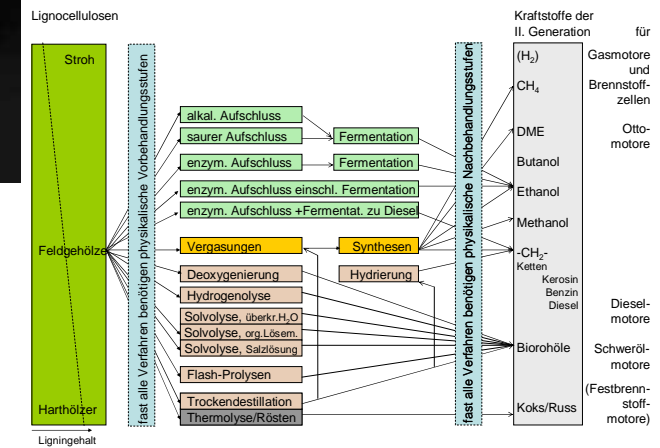 Lignocellulosen
Kraftstoffe der
II. Generation für
Stroh
fast alle Verfahren benötigen physikalische Vorbehandlungsstufen
fast alle Verfahren benötigen physikalische Nachbehandlungsstufen
(H2)
Gasmotore
und
Brennstoff-
zellen
CH4
alkal. Aufschluss
saurer Aufschluss
Fermentation
DME
Otto-
motore
enzym. Aufschluss
Fermentation
Butanol
enzym. Aufschluss einschl. Fermentation
Ethanol
enzym. Aufschluss +Fermentat. zu Diesel
Methanol
Feldgehölze
Vergasungen
Synthesen
-CH2-
Ketten
Kerosin
Benzin
Diesel
Deoxygenierung
Hydrierung
Hydrogenolyse
Solvolyse, überkr.H2O
Diesel-
motore
Solvolyse, org.Lösem.
Solvolyse, Salzlösung
Biorohöle
Schweröl-
motore
Flash-Prolysen
(Festbrenn-
stoff-
motore)
Trockendestillation
Harthölzer
Thermolyse/Rösten
Koks/Russ
Ligningehalt